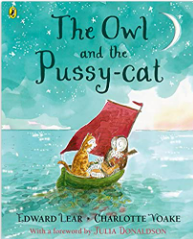 The Owl
and the
Pussy-cat
EDWARD LEAR • CHARLOTTE VOAKE
With a foreword by JULIA DONALDSON